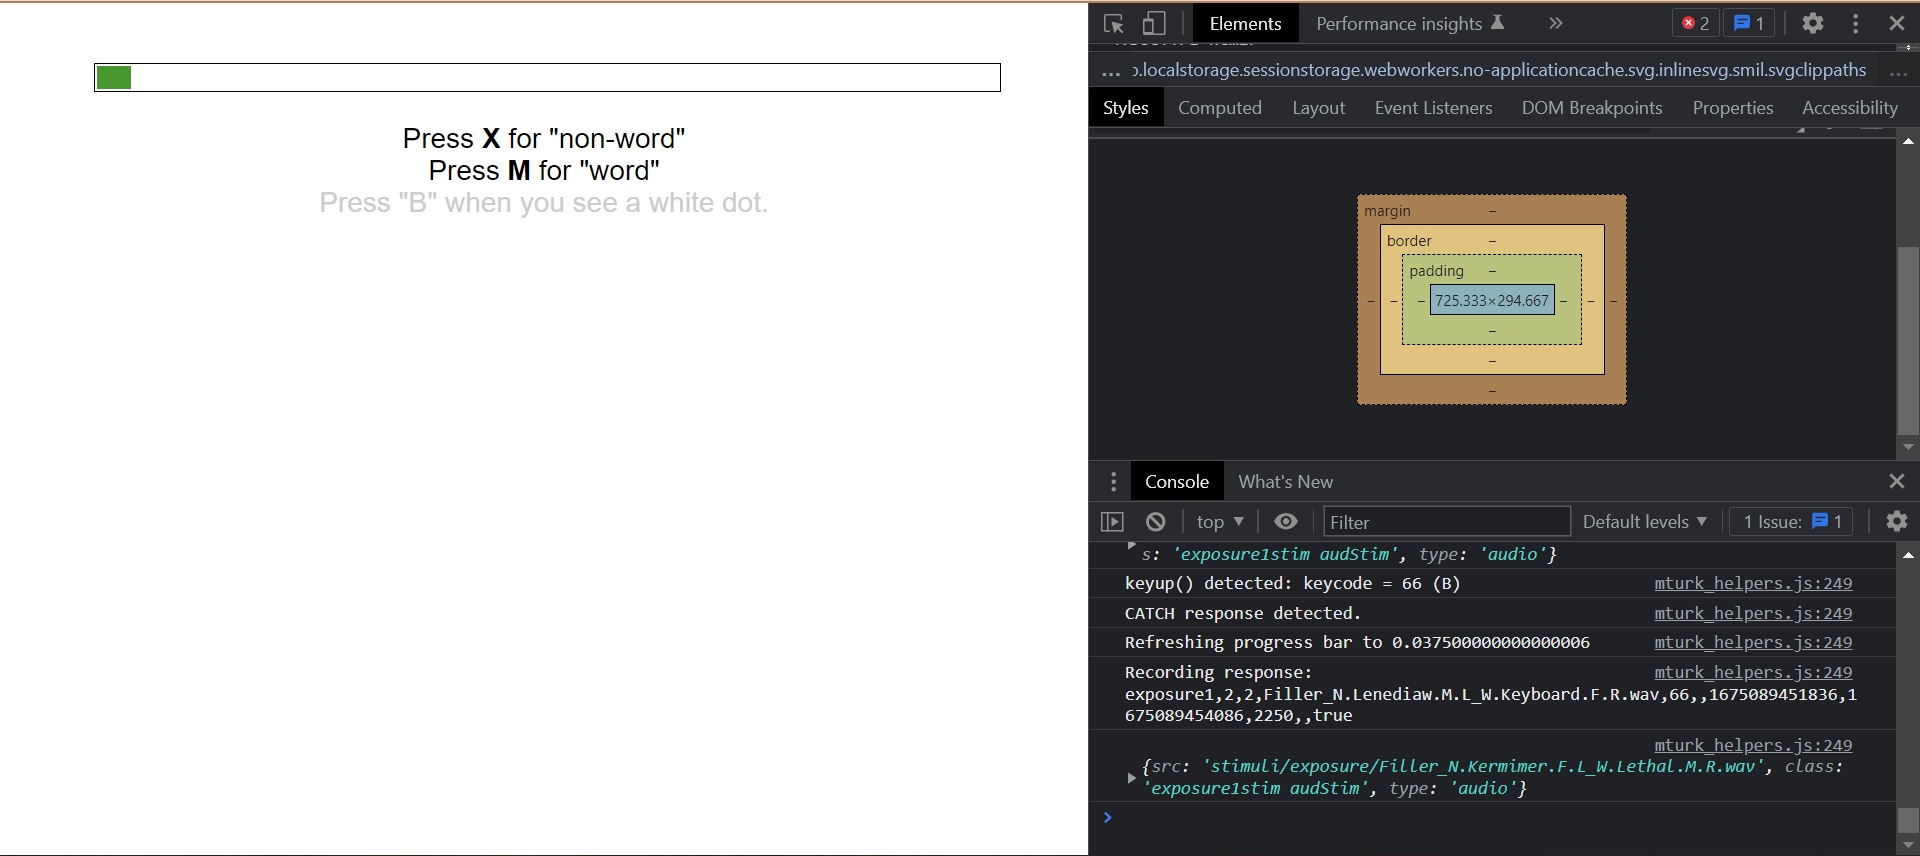 Press X for "non-word"
Press M for "word"
Press "B" when you see a white dot.
Elements
Performance insights
»
2
1
... o.localstorage.sessionstorage.webworkers.no-applicationcache.svg.inlinesvg.smil.svgclippaths ...
Styles
Computed
Layout
Event Listeners
DOM Breakpoints
Properties
Accessibility
margin
–
border
–
padding
–
– – – 725.333×294.667 – – –
–
–
–
Console
What's New
top ▼
Filter
Default levels ▼
1 Issue: 1
s: 'exposure1stim audStim', type: 'audio'}
keyup() detected: keycode = 66 (B) mturk_helpers.js:249
CATCH response detected. mturk_helpers.js:249
Refreshing progress bar to 0.037500000000000006 mturk_helpers.js:249
Recording response: mturk_helpers.js:249
exposure1,2,2,Filler_N.Lenediaw.M.L_W.Keyboard.F.R.wav,66,,1675089451836,1
675089454086,2250,,true
mturk_helpers.js:249
{src: 'stimuli/exposure/Filler_N.Kermimer.F.L_W.Lethal.M.R.wav', class:
'exposure1stim audStim', type: 'audio'}